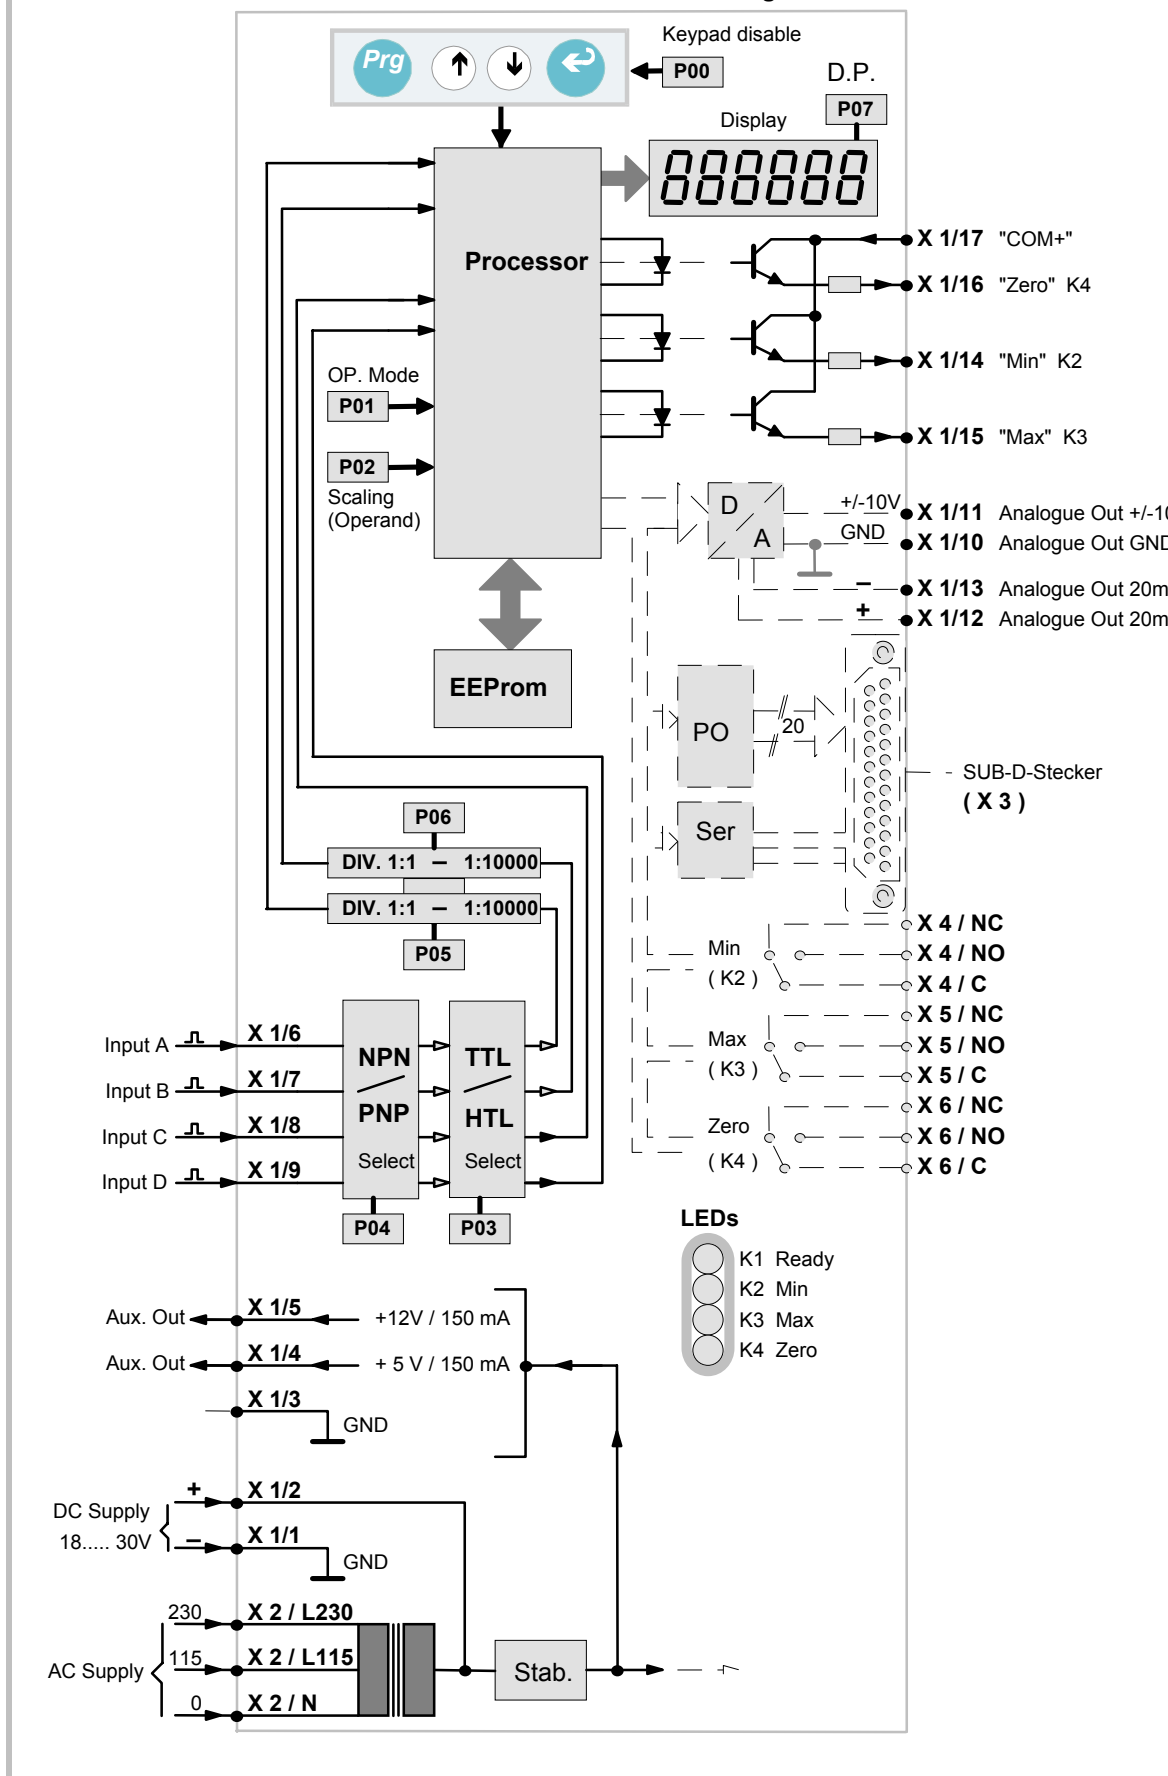 Keypad disable
Prg
P00
D.P.
P07
Display
888888
Processor
X 1/17 "COM+"
X 1/16 "Zero" K4
X 1/14 "Min" K2
X 1/15 "Max" K3
OP. Mode
P01
P02
Scaling
(Operand)
D
A
+/-10V
GND
X 1/11 Analogue Out +/-10
X 1/10 Analogue Out GND
− X 1/13 Analogue Out 20m
+ X 1/12 Analogue Out 20m
EEProm
PO
20
SUB-D-Stecker
( X 3 )
Ser
P06
DIV. 1:1 – 1:10000
DIV. 1:1 – 1:10000
P05
Min
( K2 )
X 4 / NC
X 4 / NO
X 4 / C
Max
( K3 )
X 5 / NC
X 5 / NO
X 5 / C
Zero
( K4 )
X 6 / NC
X 6 / NO
X 6 / C
Input A X 1/6
Input B X 1/7
Input C X 1/8
Input D X 1/9
NPN
PNP
Select
P04
TTL
HTL
Select
P03
LEDs
K1 Ready
K2 Min
K3 Max
K4 Zero
Aux. Out X 1/5 +12V / 150 mA
Aux. Out X 1/4 + 5 V / 150 mA
X 1/3
GND
DC Supply
18..... 30V
+ X 1/2
− X 1/1
GND
AC Supply
230 X 2 / L230
115 X 2 / L115
0 X 2 / N
Stab.